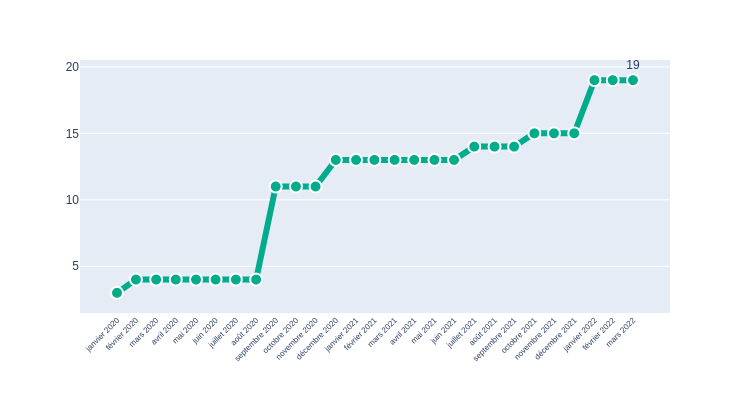 19
20
15
10
5
janvier 2020
février 2020
mars 2020
avril 2020
mai 2020
juin 2020
juillet 2020
août 2020
septembre 2020
octobre 2020
novembre 2020
décembre 2020
janvier 2021
février 2021
mars 2021
avril 2021
mai 2021
juin 2021
juillet 2021
août 2021
septembre 2021
octobre 2021
novembre 2021
décembre 2021
janvier 2022
février 2022
mars 2022